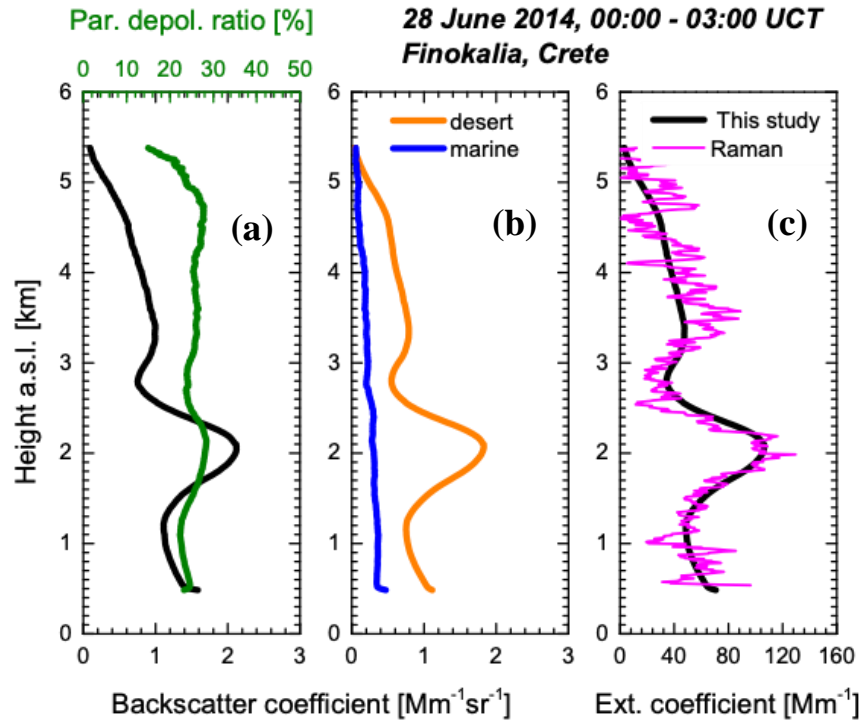 Par. depol. ratio [%]
28 June 2014, 00:00 - 03:00 UCT
Finokalia, Crete
0 10 20 30 40 50
6
5
4
3
2
1
0
Height a.s.l. [km]
(a)
0 1 2 3
6
5
4
3
2
1
0
desert
marine
(b)
0 1 2 3
6
5
4
3
2
1
0
This study
Raman
(c)
0 40 80 120 160
Backscatter coefficient [Mm⁻¹sr⁻¹]
Ext. coefficient [Mm⁻¹]